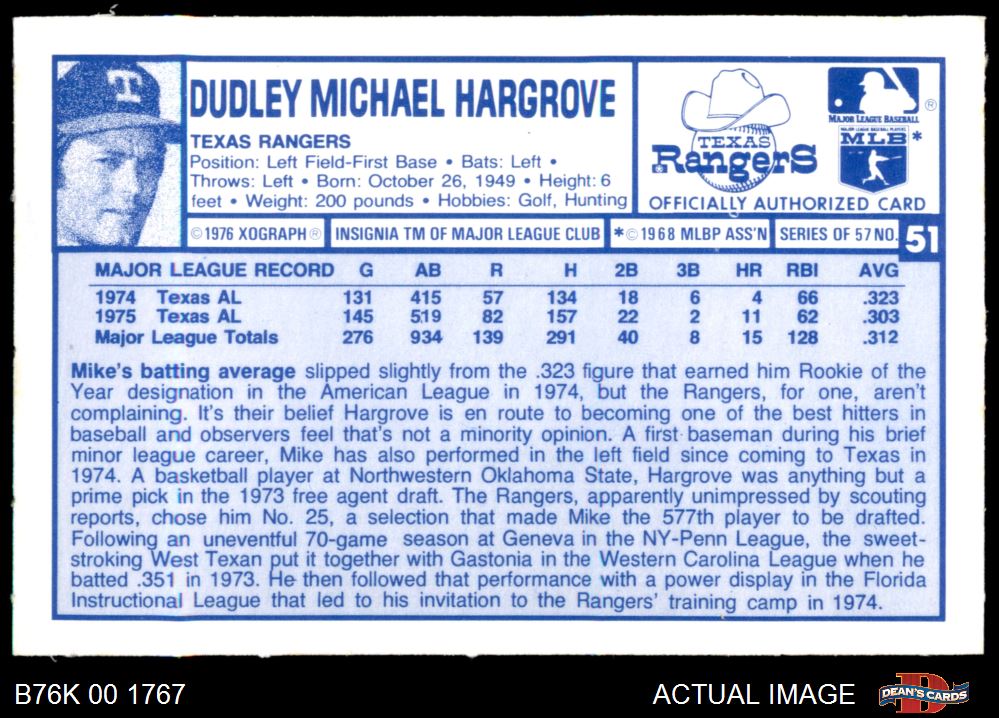 T
DUDLEY MICHAEL HARGROVE
TEXAS RANGERS
Position: Left Field-First Base • Bats: Left •
Throws: Left • Born: October 26, 1949 • Height: 6
feet • Weight: 200 pounds • Hobbies: Golf, Hunting
TEXAS
RangerS
®
MAJOR LEAGUE BASEBALL
MAJOR LEAGUE BASEBALL PLAYERS
MLB *
OFFICIALLY AUTHORIZED CARD
©1976 XOGRAPH® INSIGNIA TM OF MAJOR LEAGUE CLUB *©1968 MLBP ASS'N SERIES OF 57 NO. 51
MAJOR LEAGUE RECORD G AB R H 2B 3B HR RBI AVG
1974 Texas AL 131 415 57 134 18 6 4 66 .323
1975 Texas AL 145 519 82 157 22 2 11 62 .303
Major League Totals 276 934 139 291 40 8 15 128 .312
Mike's batting average slipped slightly from the .323 figure that earned him Rookie of the
Year designation in the American League in 1974, but the Rangers, for one, aren't
complaining. It's their belief Hargrove is en route to becoming one of the best hitters in
baseball and observers feel that's not a minority opinion. A first baseman during his brief
minor league career, Mike has also performed in the left field since coming to Texas in
1974. A basketball player at Northwestern Oklahoma State, Hargrove was anything but a
prime pick in the 1973 free agent draft. The Rangers, apparently unimpressed by scouting
reports, chose him No. 25, a selection that made Mike the 577th player to be drafted.
Following an uneventful 70-game season at Geneva in the NY-Penn League, the sweet-
stroking West Texan put it together with Gastonia in the Western Carolina League when he
batted .351 in 1973. He then followed that performance with a power display in the Florida
Instructional League that led to his invitation to the Rangers' training camp in 1974.
B76K 00 1767
ACTUAL IMAGE
D
DEAN'S CARDS